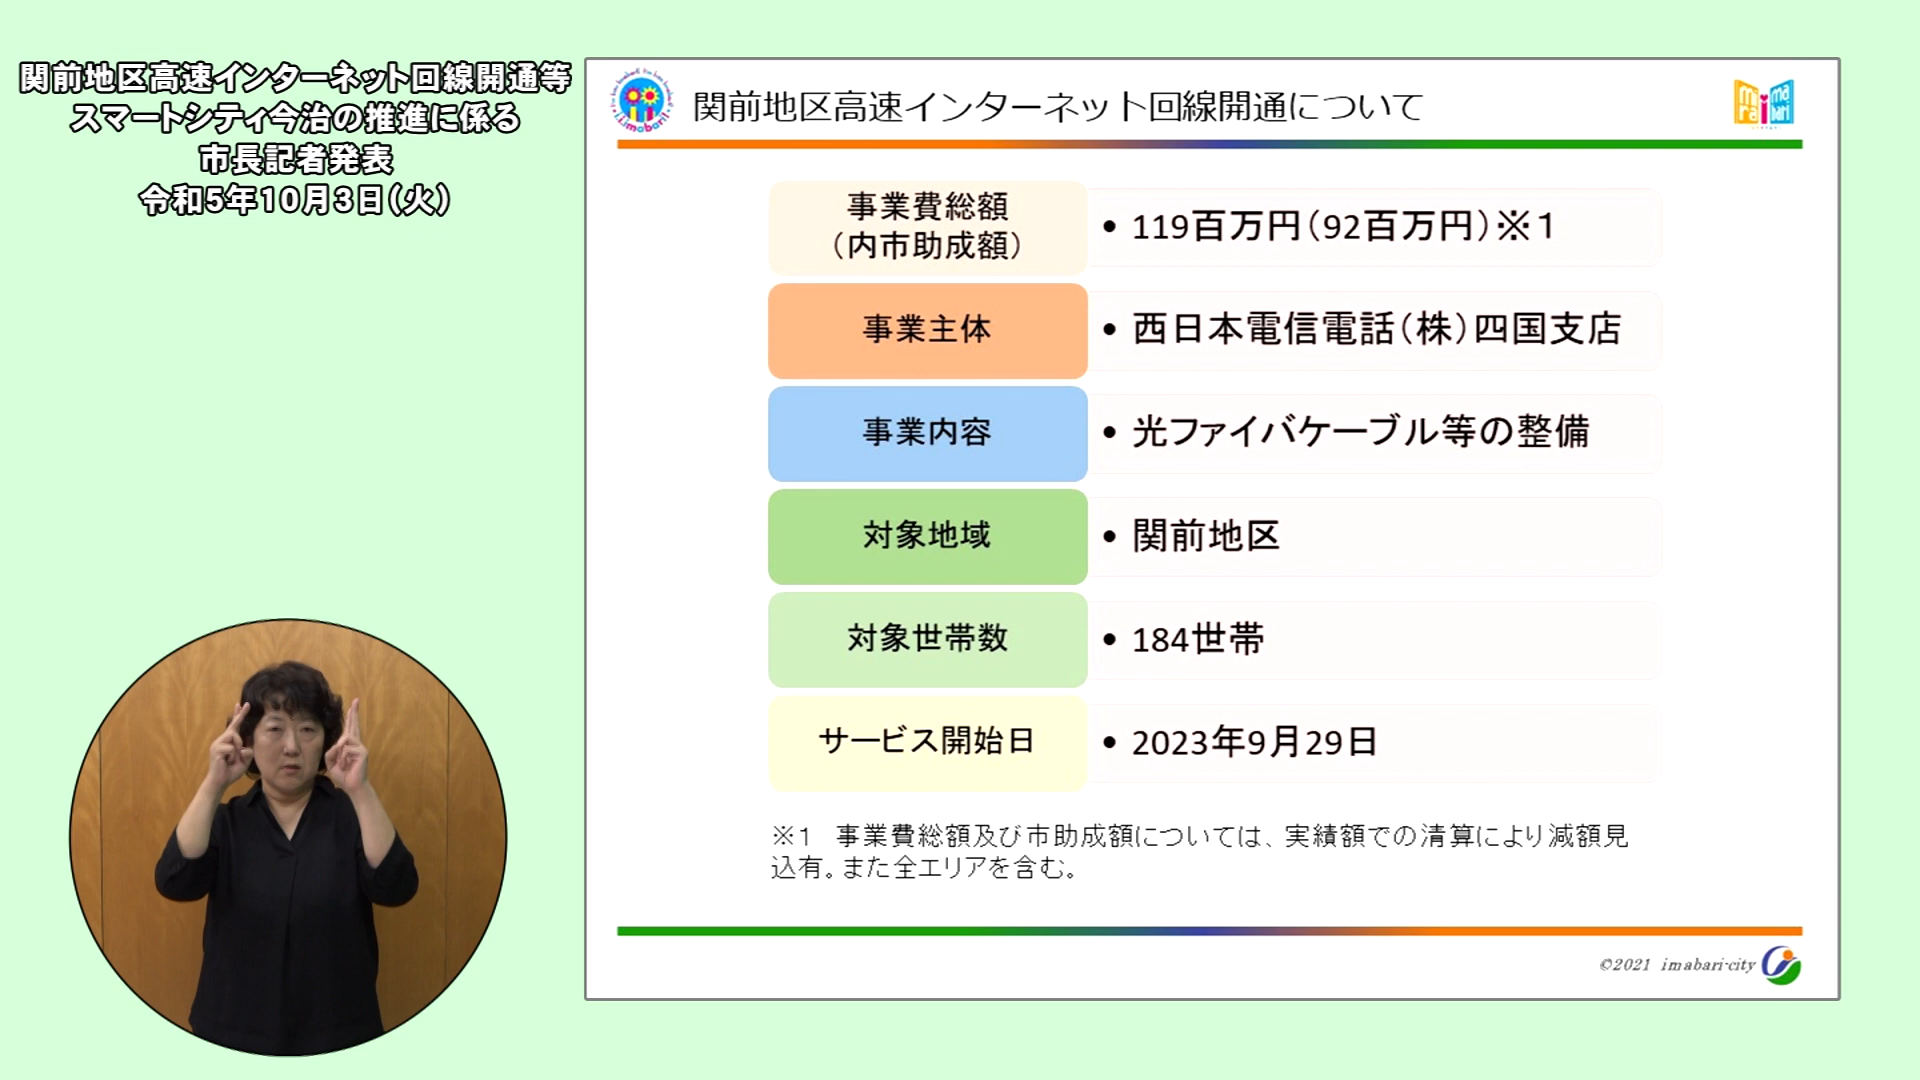 関前地区高速インターネット回線開通等
スマートシティ今治の推進に係る
市長記者発表
令和5年10月3日(火)
関前地区高速インターネット回線開通について
mirai
imabari
事業費総額
（内市助成額）
• 119百万円（92百万円）※１
事業主体
• 西日本電信電話（株）四国支店
事業内容
• 光ファイバケーブル等の整備
対象地域
• 関前地区
対象世帯数
• 184世帯
サービス開始日
• 2023年9月29日
※1　事業費総額及び市助成額については、実績額での清算により減額見
込有。また全エリアを含む。
©2021 imabari-city